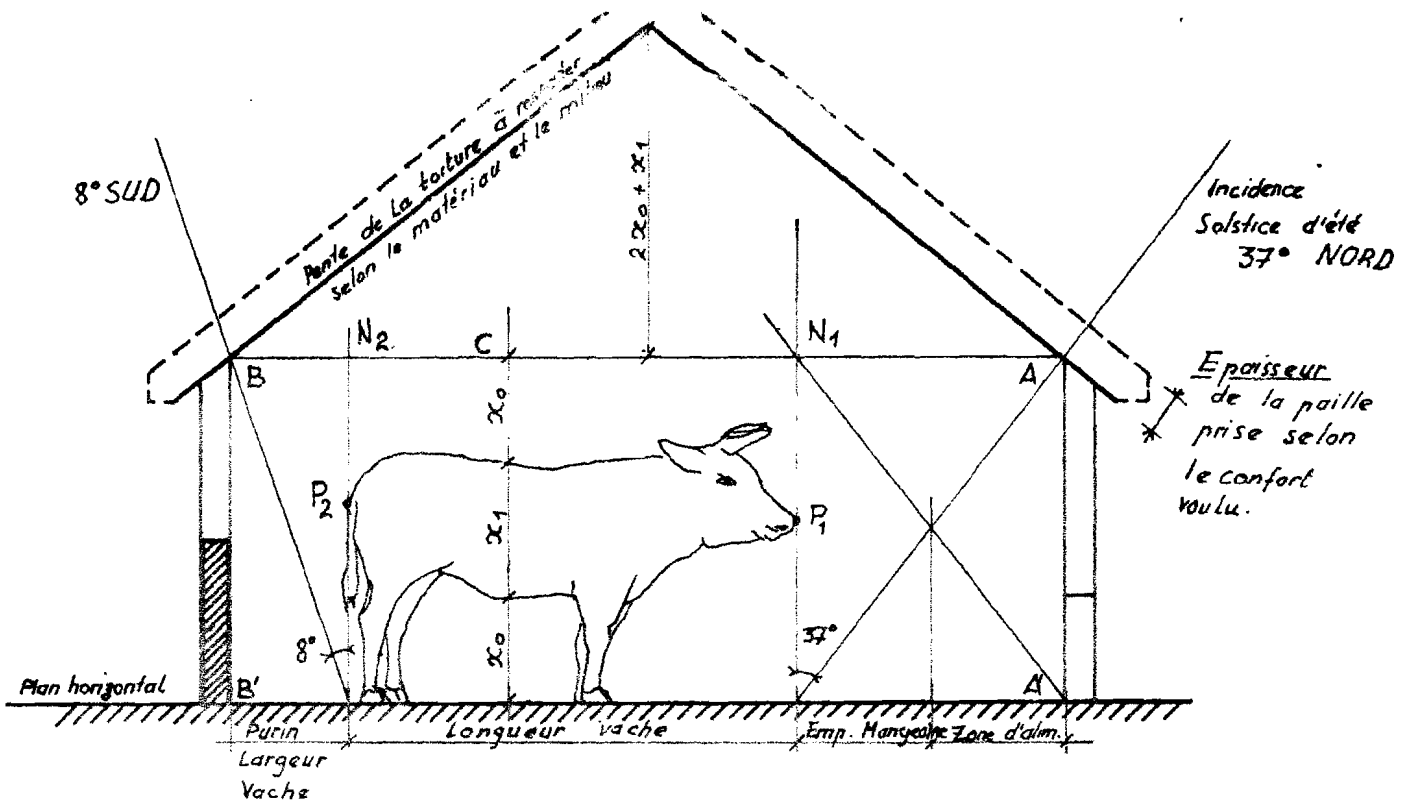 Pente de La toiture à
selon le matériau et le milieu
8° SUD
2x₀ + x₁
Incidence
Solstice d'été
37° NORD
N₂
C
N₁
B
A
x₀
Epaisseur
de la paille
prise selon
le confort
voulu.
P₂
x₁
P₁
8°
x₀
37°
Plan horizontal
B'
A'
Purin
Largeur
Vache
Longueur vache
Emp. Mangeoire
Zone d'alim.